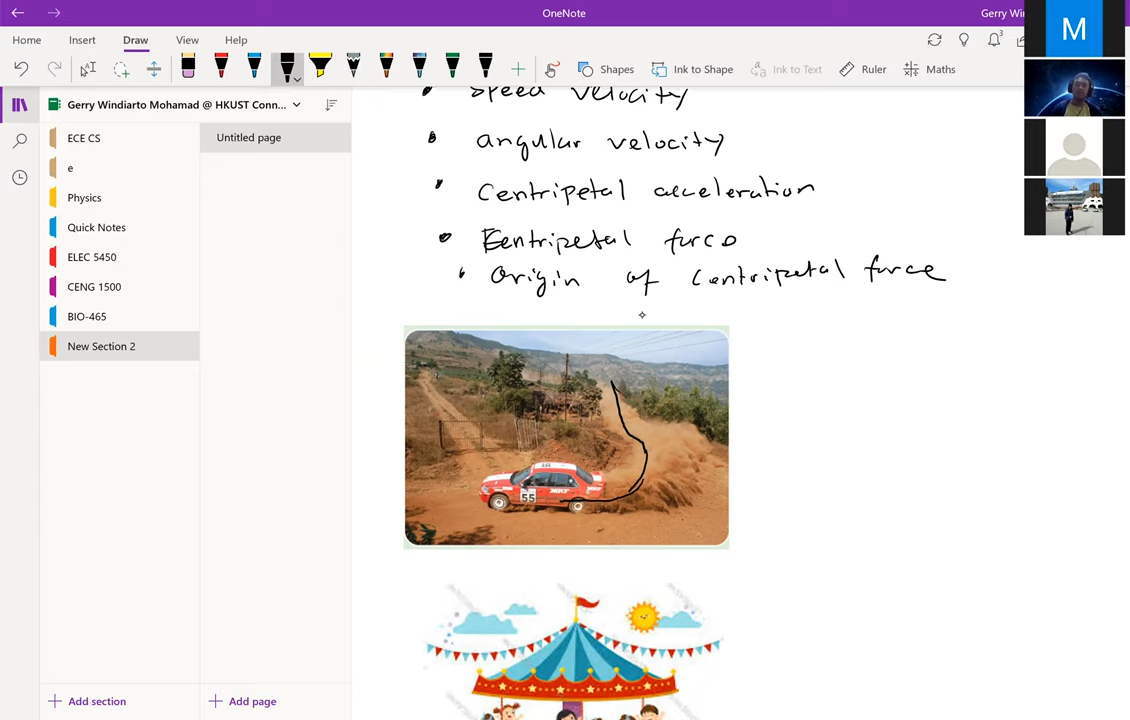 OneNote
Gerry Win
M
Home Insert Draw View Help
3
Shapes Ink to Shape Ink to Text Ruler Maths
Gerry Windiarto Mohamad @ HKUST Conn...
Untitled page
ECE CS
e
Physics
Quick Notes
ELEC 5450
CENG 1500
BIO-465
New Section 2
Speed velocity
angular velocity
Centripetal acceleration
Centripetal force
Origin of centripetal force
55
Add section Add page